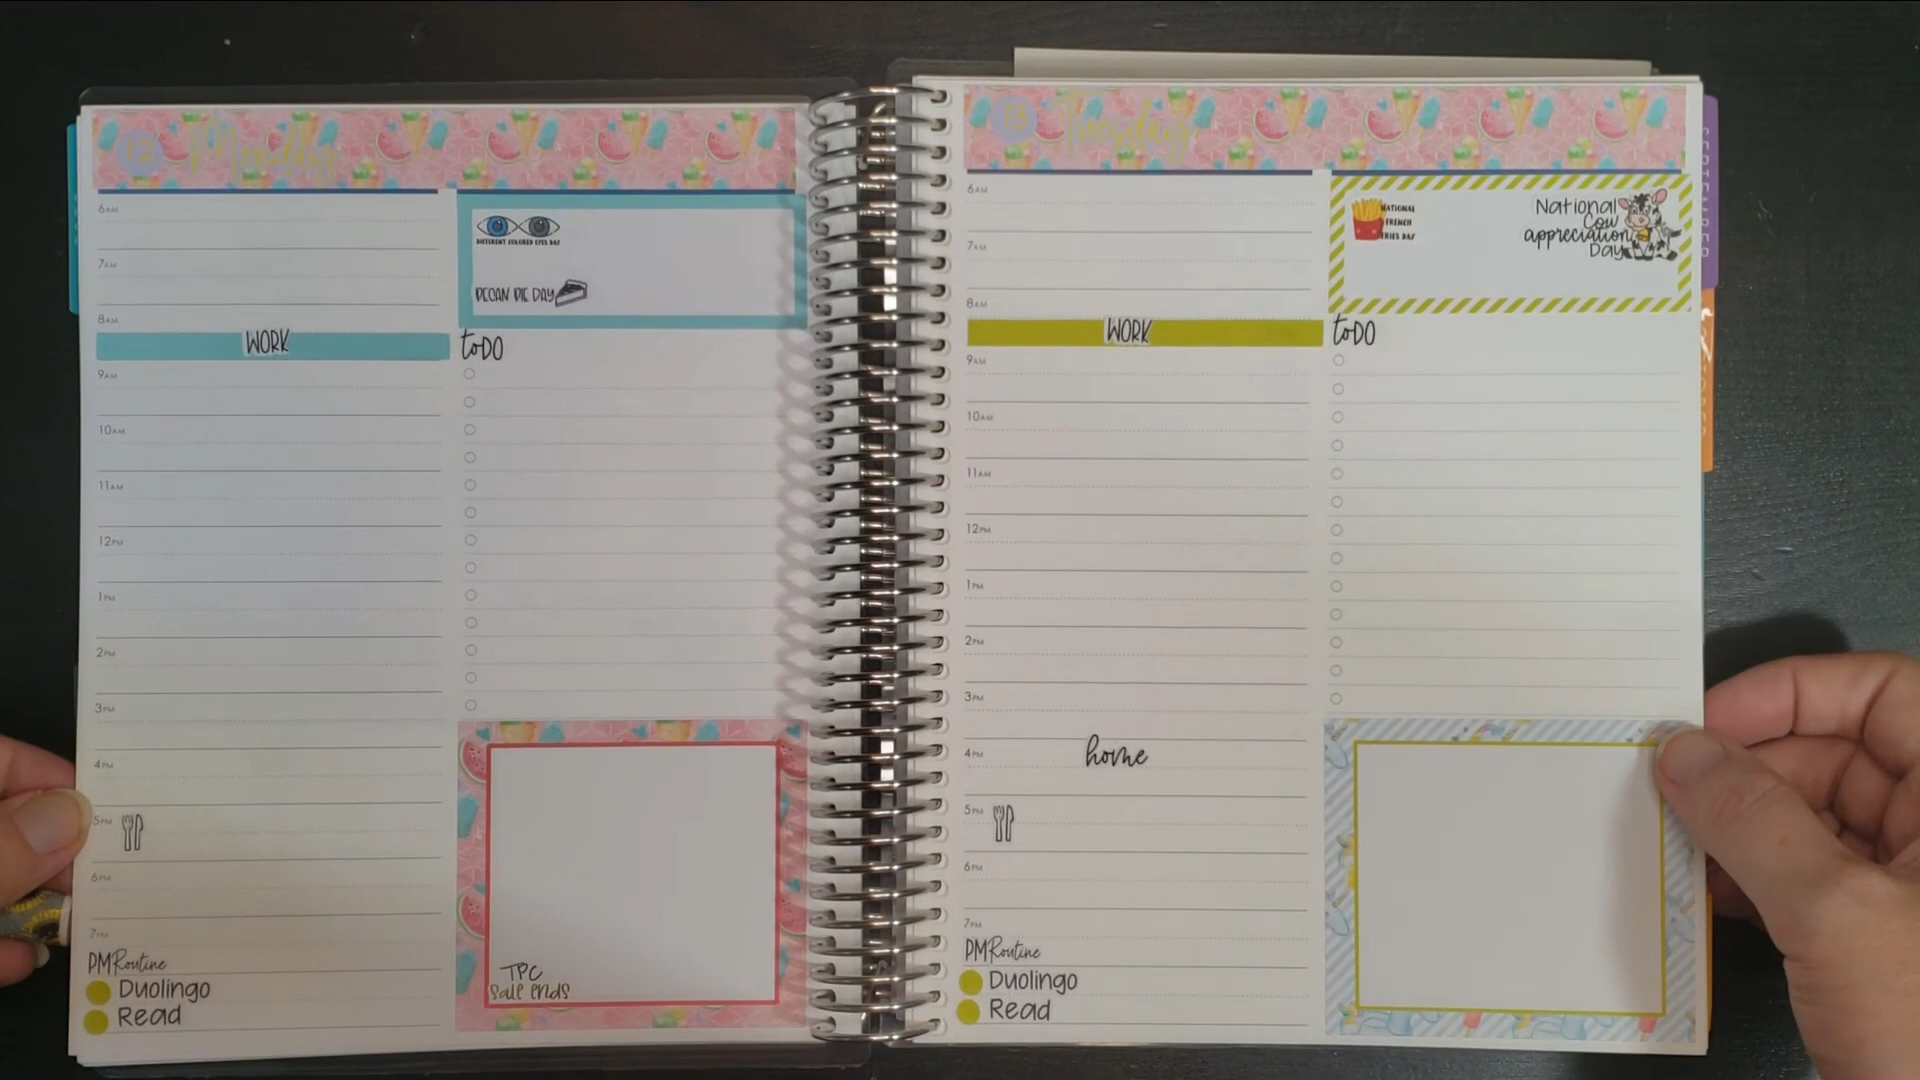 12 Monday
6AM
7AM
8AM
WORK
9AM
10AM
11AM
12PM
1PM
2PM
3PM
4PM
5PM
6PM
7PM
PM Routine
Duolingo
Read
DIFFERENT COLORED EYES DAY
PECAN PIE DAY
toDO
TPC
sale ends
13 Tuesday
6AM
7AM
8AM
WORK
9AM
10AM
11AM
12PM
1PM
2PM
3PM
4PM
home
5PM
6PM
7PM
PM Routine
Duolingo
Read
NATIONAL
FRENCH
FRIES DAY
National
Cow
appreciation
Day
toDO
SEPTEMBER